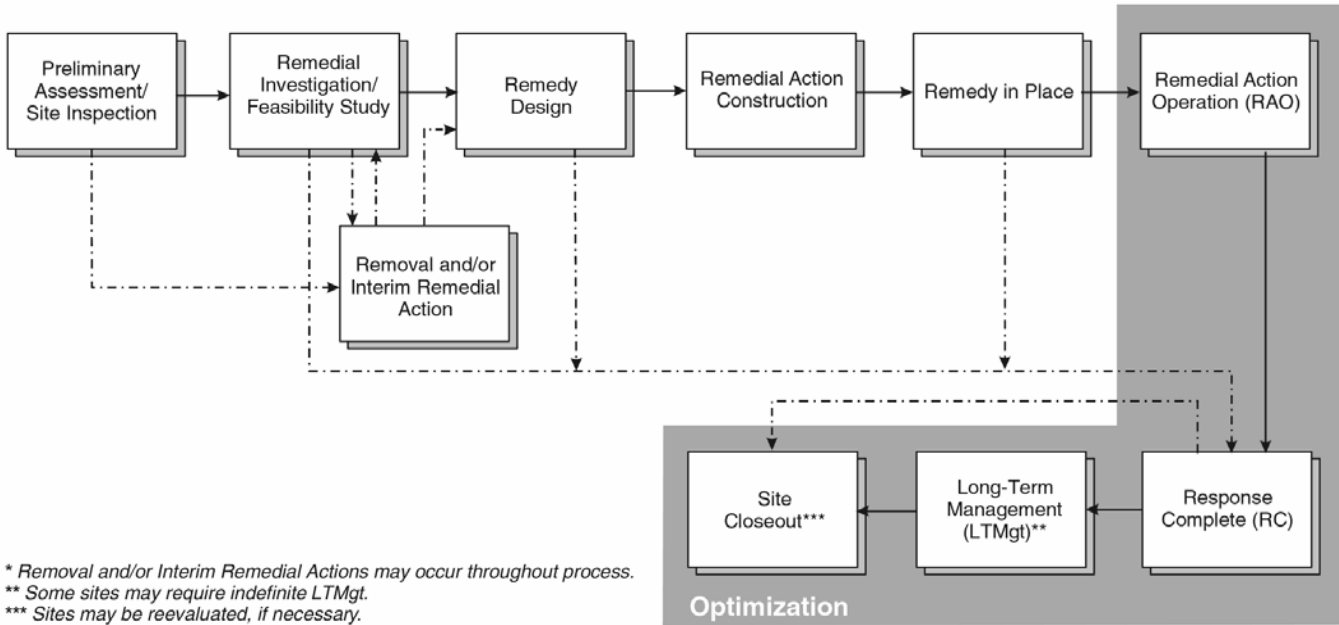 Preliminary
Assessment/
Site Inspection
Remedial
Investigation/
Feasibility Study
Remedy
Design
Remedial Action
Construction
Remedy in Place
Remedial Action
Operation (RAO)
Removal and/or
Interim Remedial
Action
Site
Closeout***
Long-Term
Management
(LTMgt)**
Response
Complete (RC)
* Removal and/or Interim Remedial Actions may occur throughout process.
** Some sites may require indefinite LTMgt.
*** Sites may be reevaluated, if necessary.
Optimization